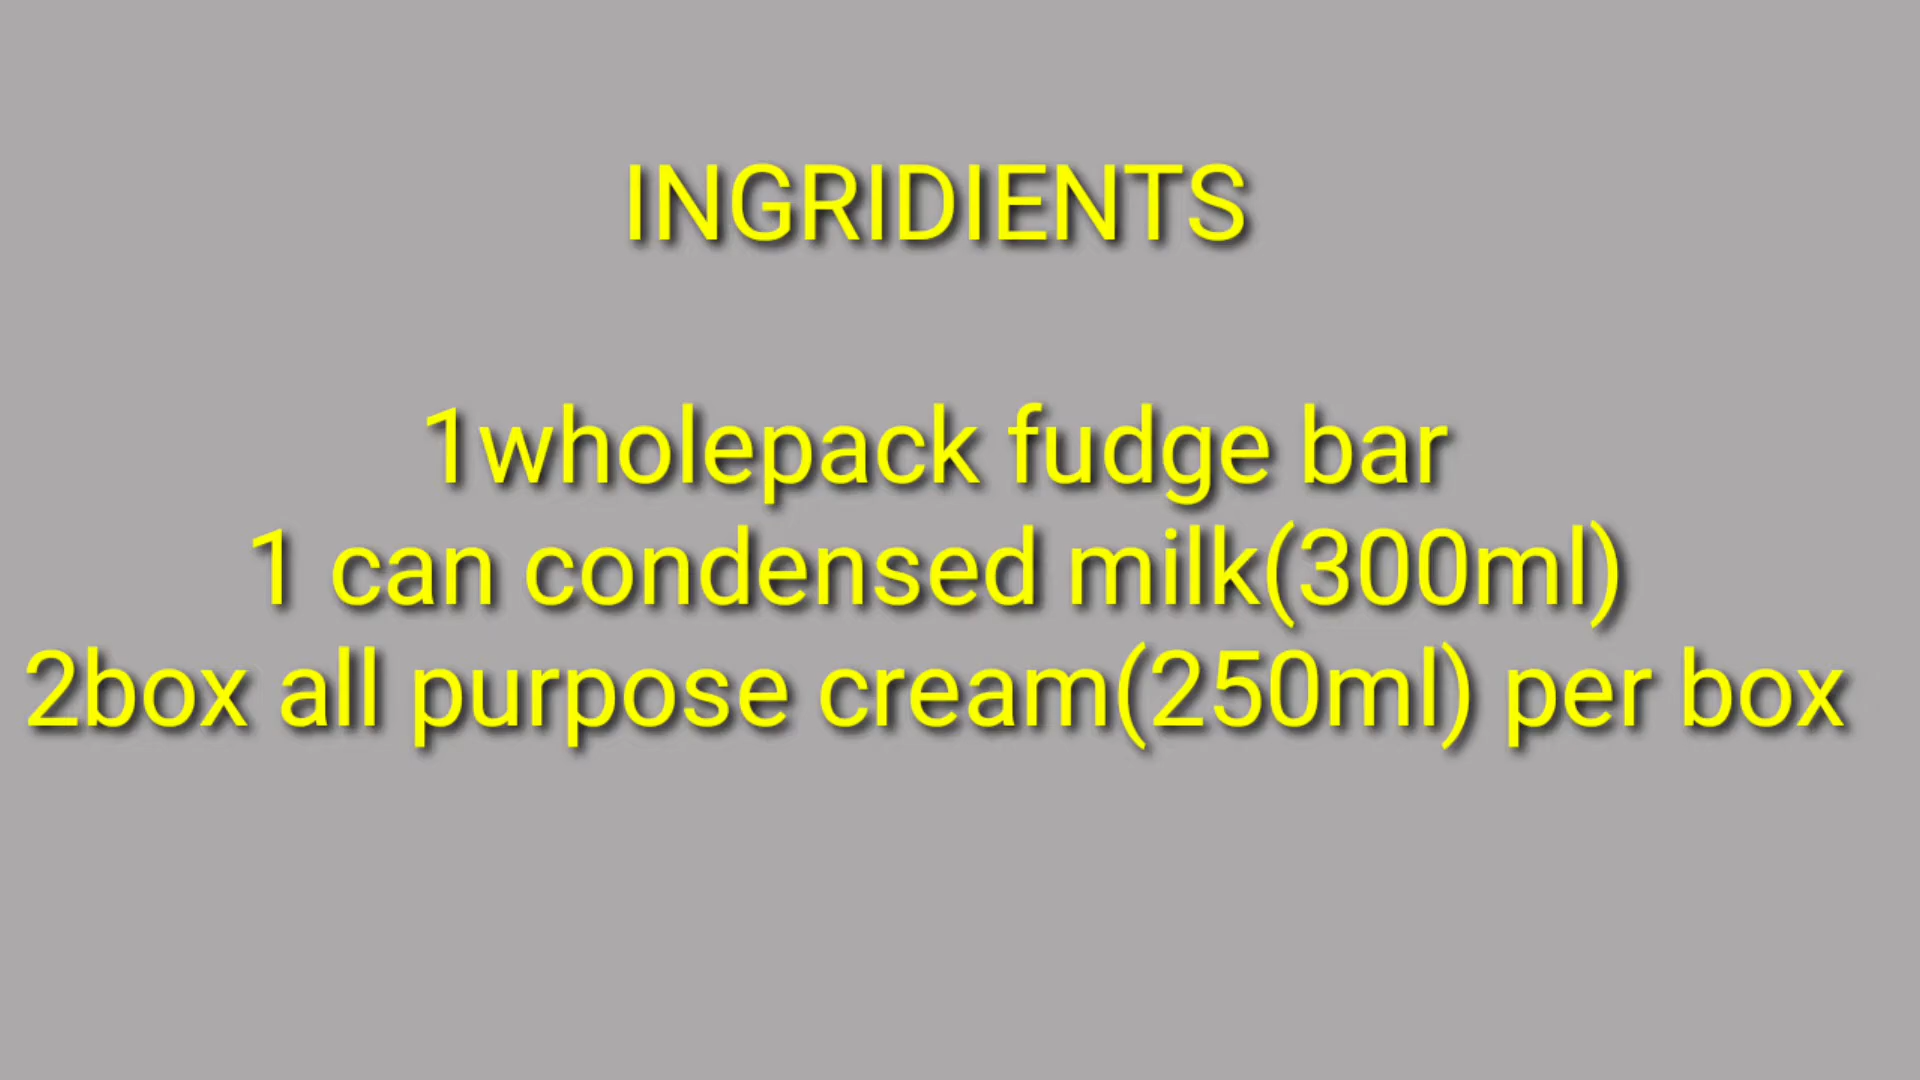 INGRIDIENTS
1wholepack fudge bar
1 can condensed milk(300ml)
2box all purpose cream(250ml) per box